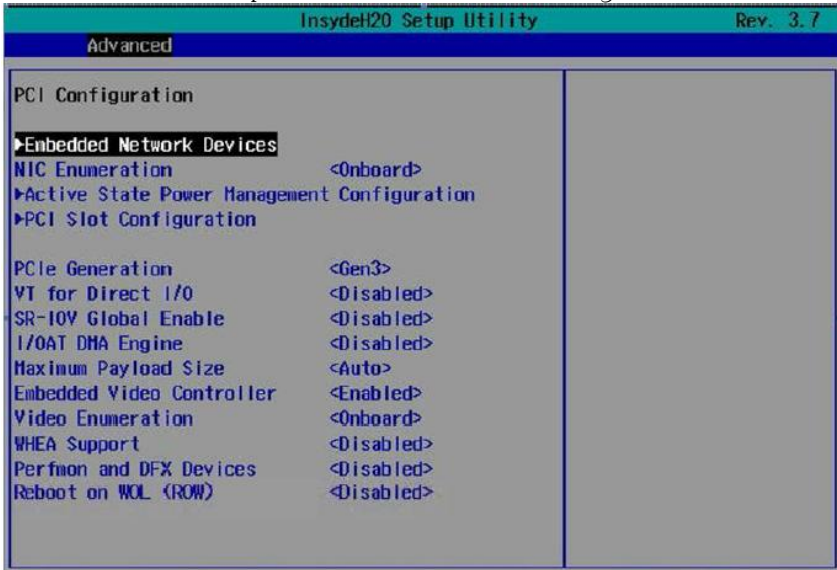 InsydeH2O Setup Utility Rev. 3.7
Advanced
PCI Configuration
▶Embedded Network Devices
NIC Enumeration <Onboard>
▶Active State Power Management Configuration
▶PCI Slot Configuration
PCIe Generation <Gen3>
VT for Direct I/O <Disabled>
SR-IOV Global Enable <Disabled>
I/OAT DMA Engine <Disabled>
Maximum Payload Size <Auto>
Embedded Video Controller <Enabled>
Video Enumeration <Onboard>
WHEA Support <Disabled>
Perfmon and DFX Devices <Disabled>
Reboot on WOL (ROW) <Disabled>